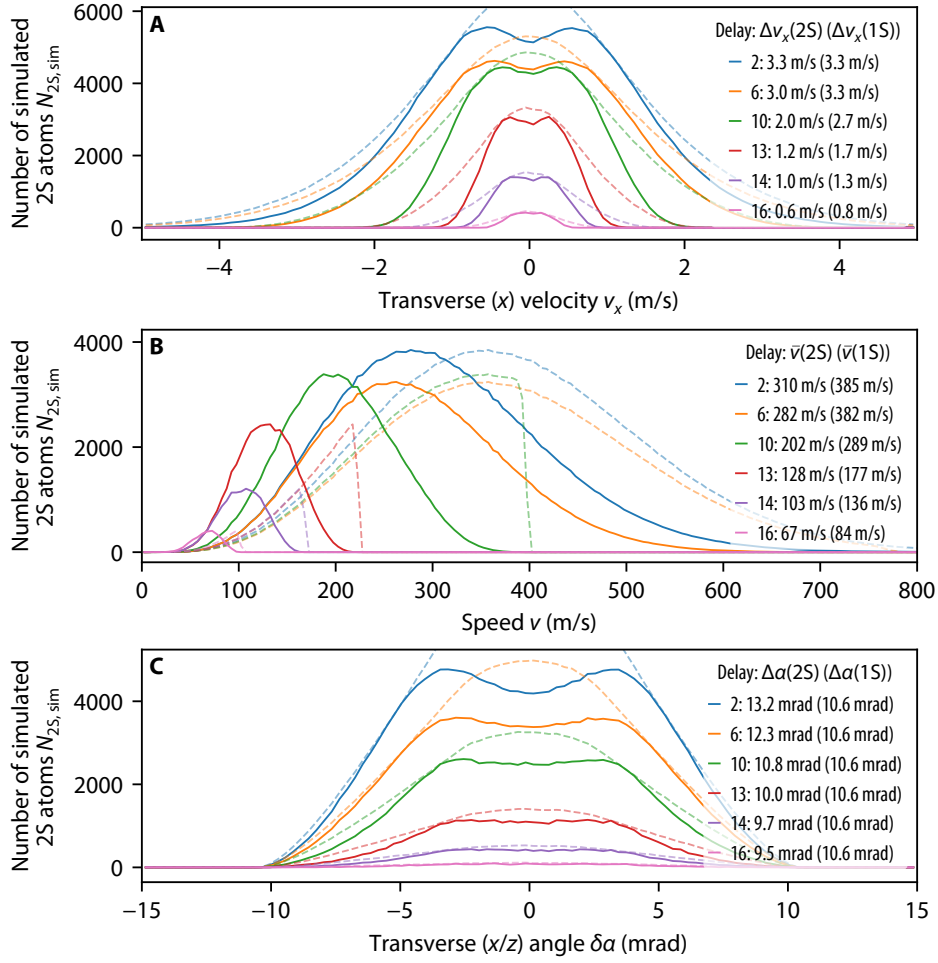 A
Delay: Δvₓ(2S) (Δvₓ(1S))
2: 3.3 m/s (3.3 m/s)
6: 3.0 m/s (3.3 m/s)
10: 2.0 m/s (2.7 m/s)
13: 1.2 m/s (1.7 m/s)
14: 1.0 m/s (1.3 m/s)
16: 0.6 m/s (0.8 m/s)
Number of simulated
2S atoms N2S,sim
6000
4000
2000
0
−4 −2 0 2 4
Transverse (x) velocity vₓ (m/s)
B
Delay: v̄(2S) (v̄(1S))
2: 310 m/s (385 m/s)
6: 282 m/s (382 m/s)
10: 202 m/s (289 m/s)
13: 128 m/s (177 m/s)
14: 103 m/s (136 m/s)
16: 67 m/s (84 m/s)
Number of simulated
2S atoms N2S,sim
4000
2000
0
0 100 200 300 400 500 600 700 800
Speed v (m/s)
C
Delay: Δα(2S) (Δα(1S))
2: 13.2 mrad (10.6 mrad)
6: 12.3 mrad (10.6 mrad)
10: 10.8 mrad (10.6 mrad)
13: 10.0 mrad (10.6 mrad)
14: 9.7 mrad (10.6 mrad)
16: 9.5 mrad (10.6 mrad)
Number of simulated
2S atoms N2S,sim
4000
2000
0
−15 −10 −5 0 5 10 15
Transverse (x/z) angle δα (mrad)